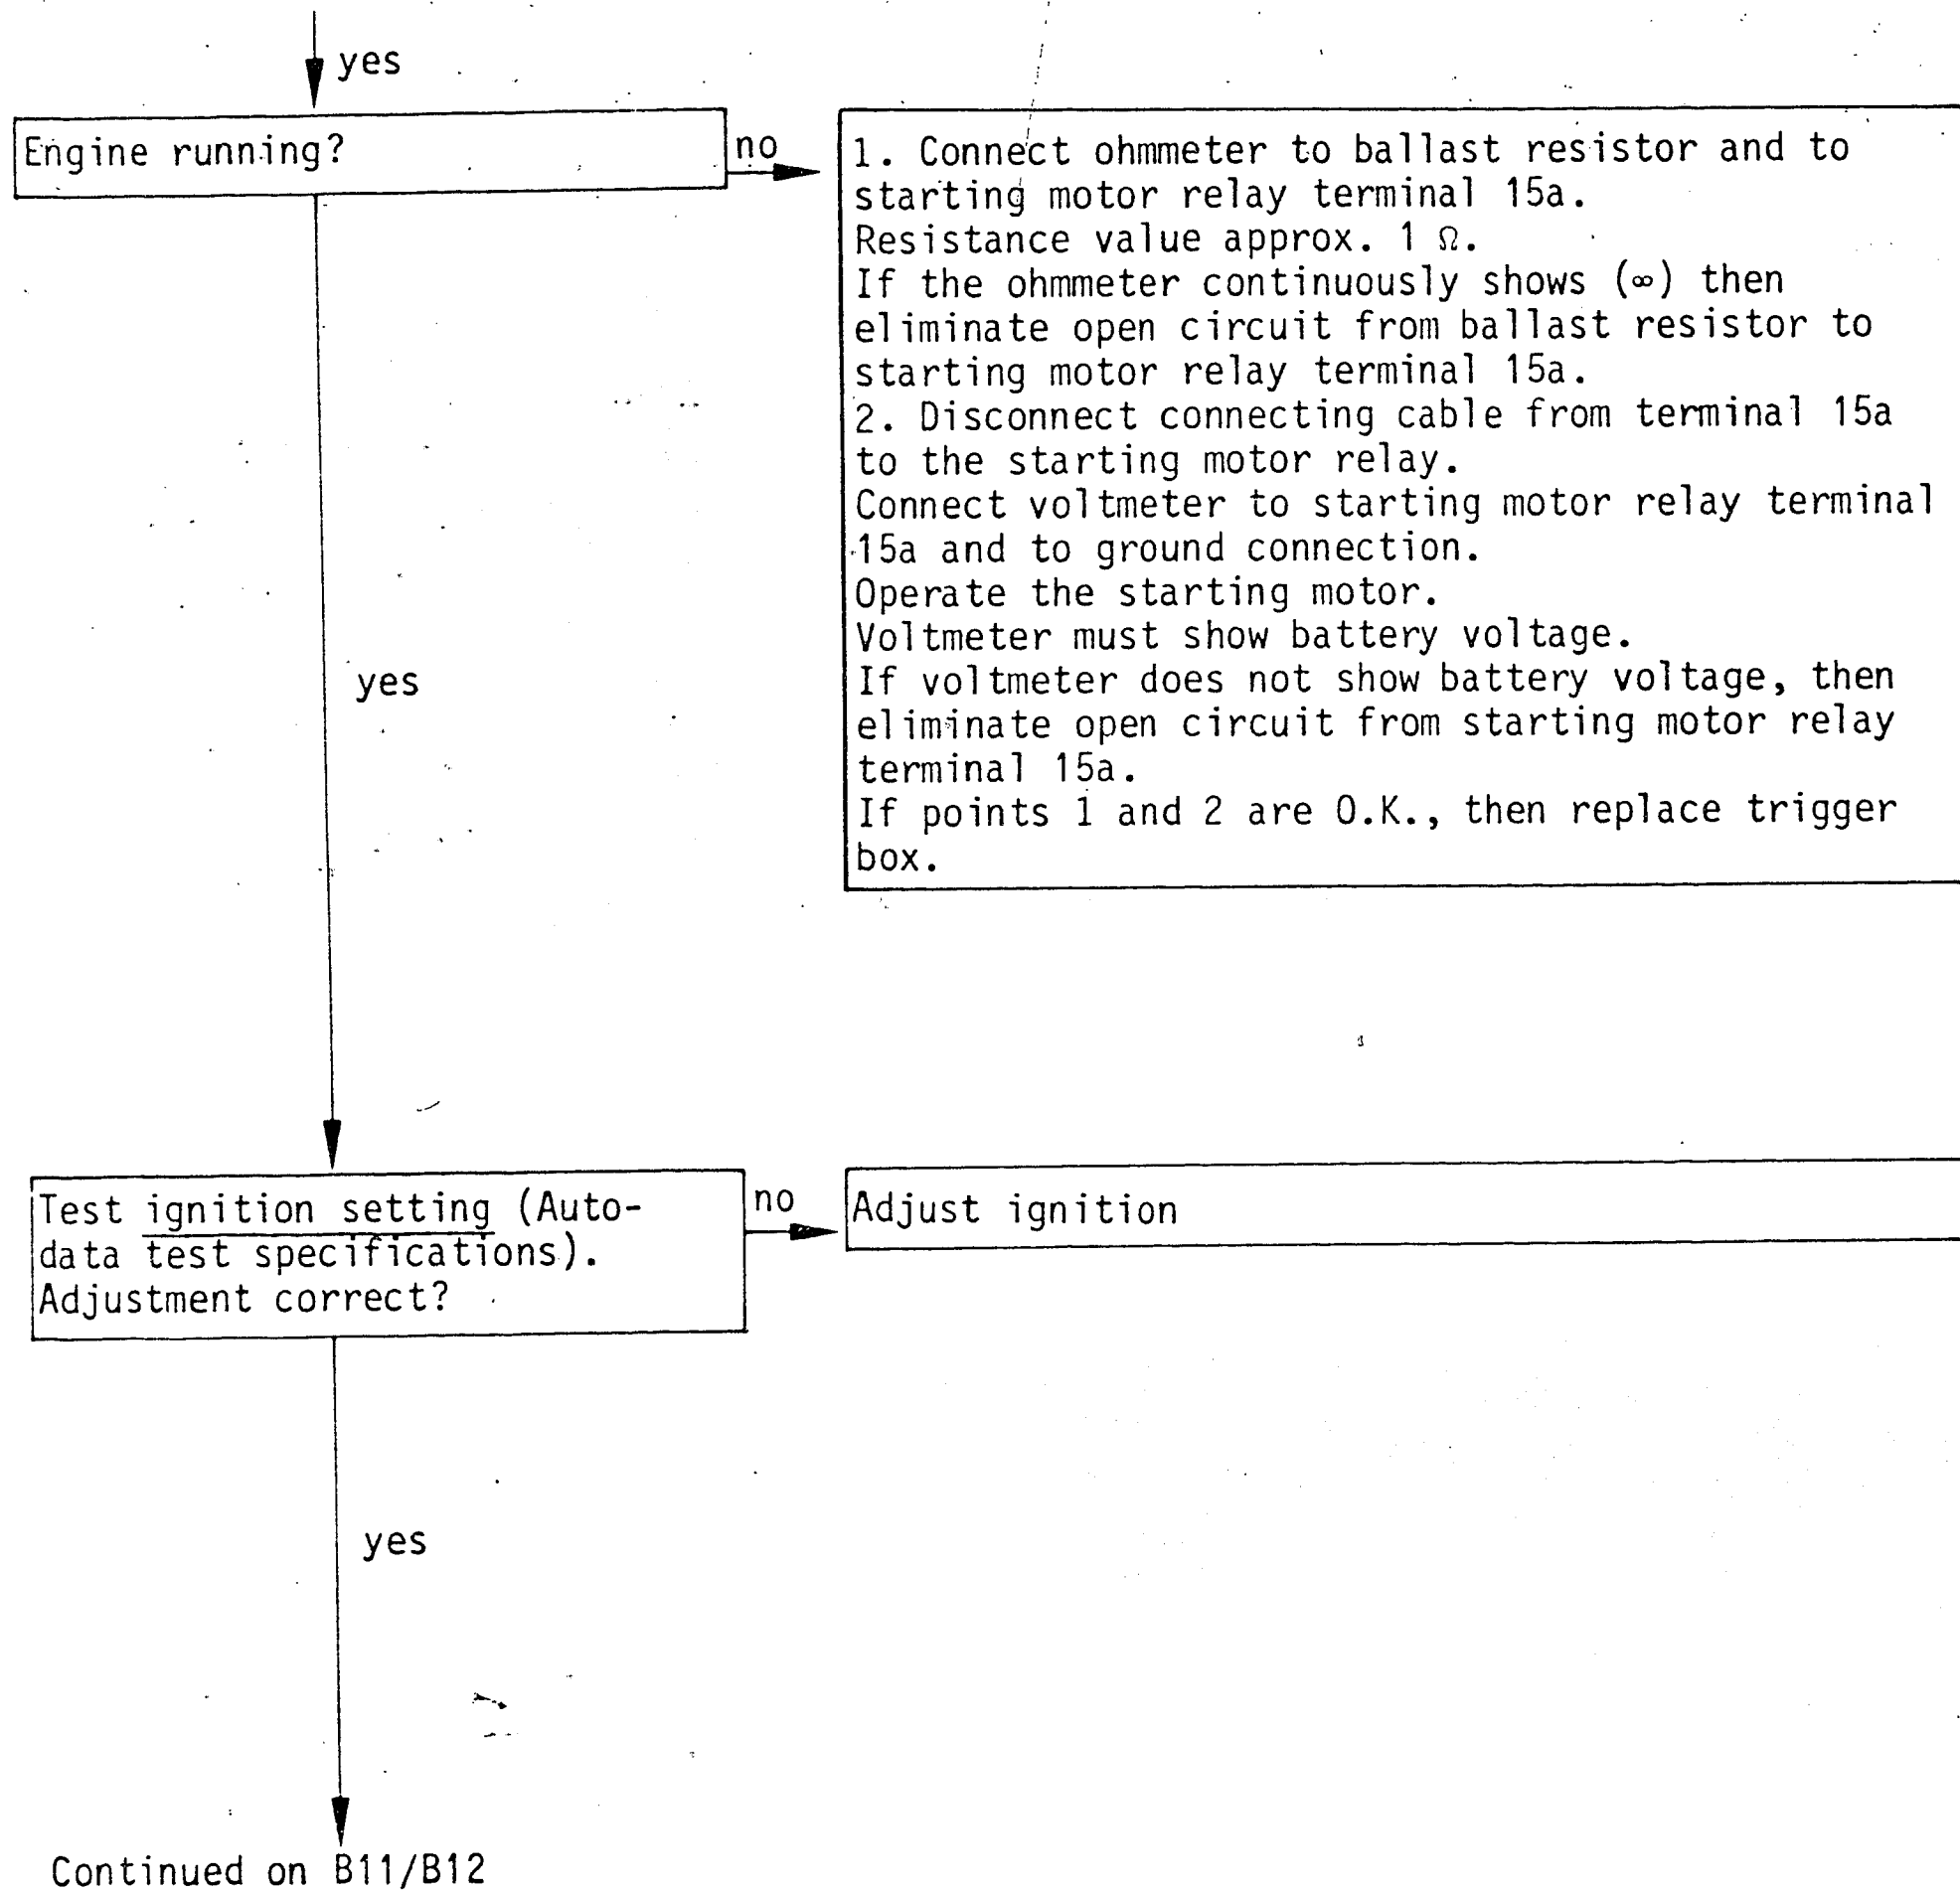 yes
Engine running?
no
1. Connect ohmmeter to ballast resistor and to
starting motor relay terminal 15a.
Resistance value approx. 1 Ω.
If the ohmmeter continuously shows (∞) then
eliminate open circuit from ballast resistor to
starting motor relay terminal 15a.
2. Disconnect connecting cable from terminal 15a
to the starting motor relay.
Connect voltmeter to starting motor relay terminal
15a and to ground connection.
Operate the starting motor.
Voltmeter must show battery voltage.
If voltmeter does not show battery voltage, then
eliminate open circuit from starting motor relay
terminal 15a.
If points 1 and 2 are O.K., then replace trigger
box.
yes
Test ignition setting (Auto-
data test specifications).
Adjustment correct?
no
Adjust ignition
yes
Continued on B11/B12